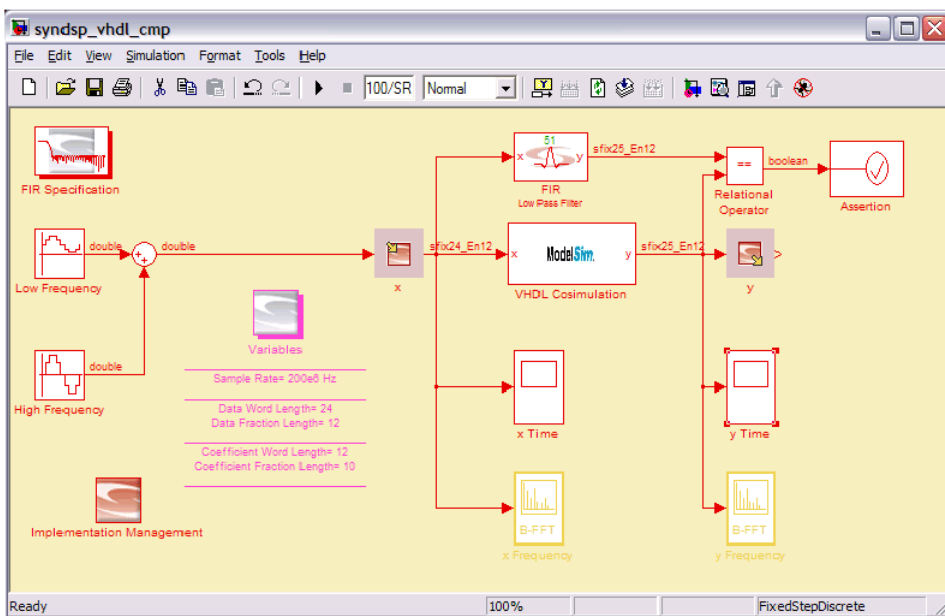 syndsp_vhdl_cmp
File Edit View Simulation Format Tools Help
100/SR Normal
FIR Specification
51
x y
FIR
Low Pass Filter
sfix25_En12
==
Relational
Operator
boolean
Assertion
Low Frequency
double
double
x
sfix24_En12
x ModelSim. y
VHDL Cosimulation
sfix25_En12
y
Variables
Sample Rate= 200e6 Hz
Data Word Length= 24
Data Fraction Length= 12
Coefficient Word Length= 12
Coefficient Fraction Length= 10
High Frequency
double
x Time
y Time
Implementation Management
B-FFT
x Frequency
B-FFT
y Frequency
Ready 100% FixedStepDiscrete